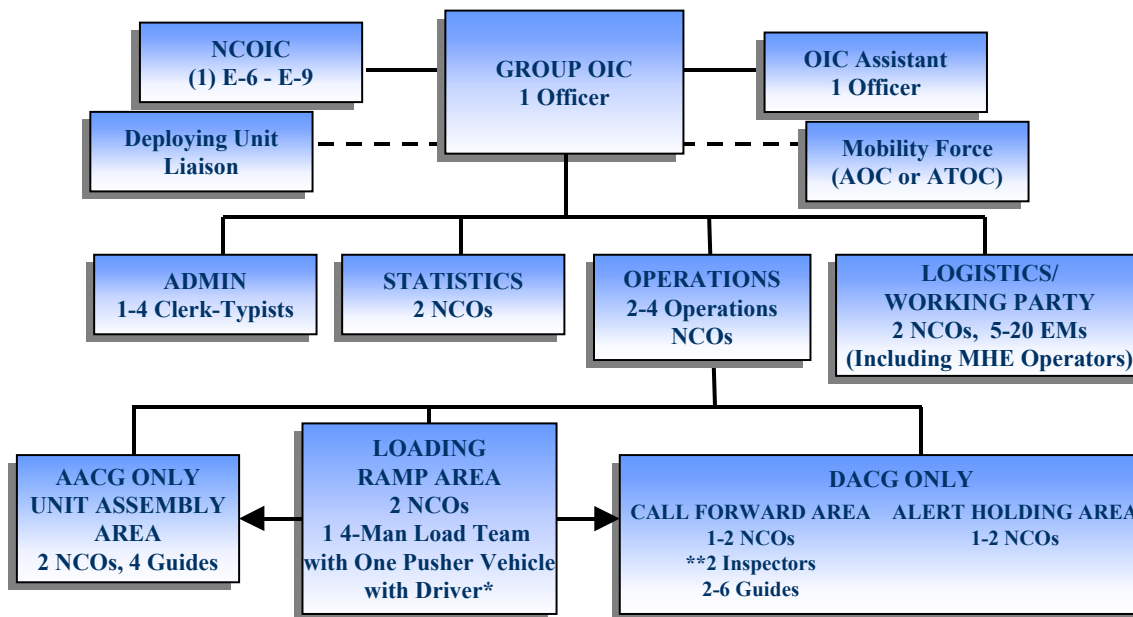 NCOIC
(1) E-6 - E-9
GROUP OIC
1 Officer
OIC Assistant
1 Officer
Deploying Unit
Liaison
Mobility Force
(AOC or ATOC)
ADMIN
1-4 Clerk-Typists
STATISTICS
2 NCOs
OPERATIONS
2-4 Operations
NCOs
LOGISTICS/
WORKING PARTY
2 NCOs, 5-20 EMs
(Including MHE Operators)
AACG ONLY
UNIT ASSEMBLY
AREA
2 NCOs, 4 Guides
LOADING
RAMP AREA
2 NCOs
1 4-Man Load Team
with One Pusher Vehicle
with Driver*
DACG ONLY
CALL FORWARD AREA
1-2 NCOs
**2 Inspectors
2-6 Guides
ALERT HOLDING AREA
1-2 NCOs